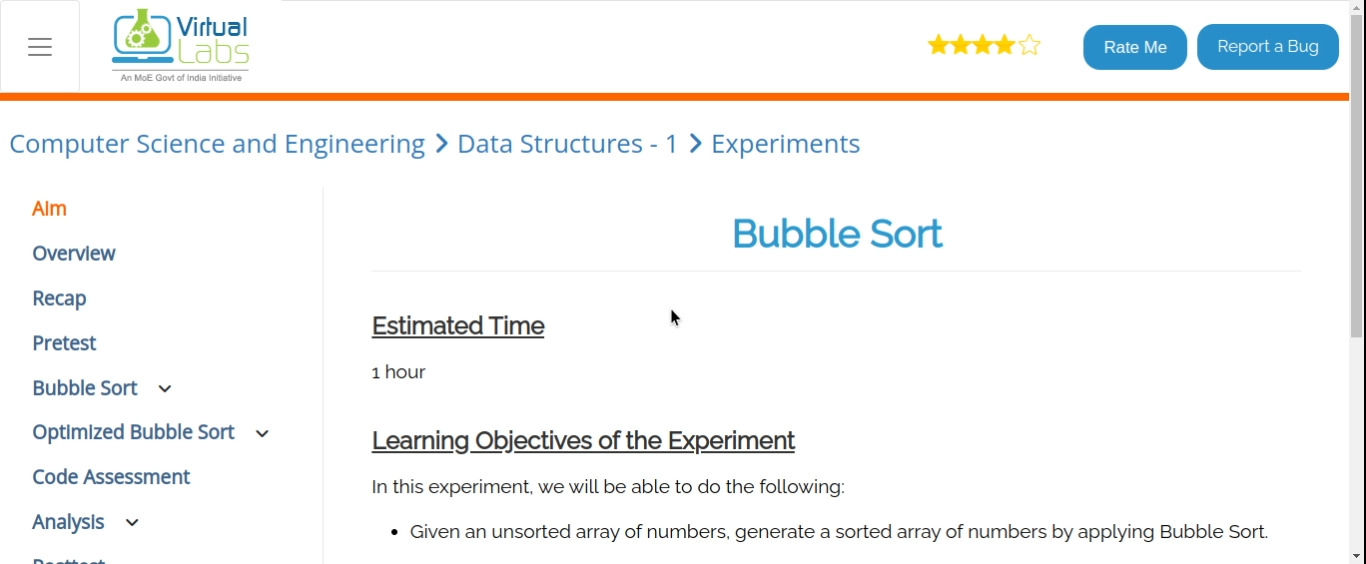 Virtual
Labs
An MoE Govt of India Initiative
Rate Me
Report a Bug
Computer Science and Engineering > Data Structures - 1 > Experiments
Aim
Overview
Recap
Pretest
Bubble Sort
Optimized Bubble Sort
Code Assessment
Analysis
Posttest
Bubble Sort
Estimated Time
1 hour
Learning Objectives of the Experiment
In this experiment, we will be able to do the following:
• Given an unsorted array of numbers, generate a sorted array of numbers by applying Bubble Sort.